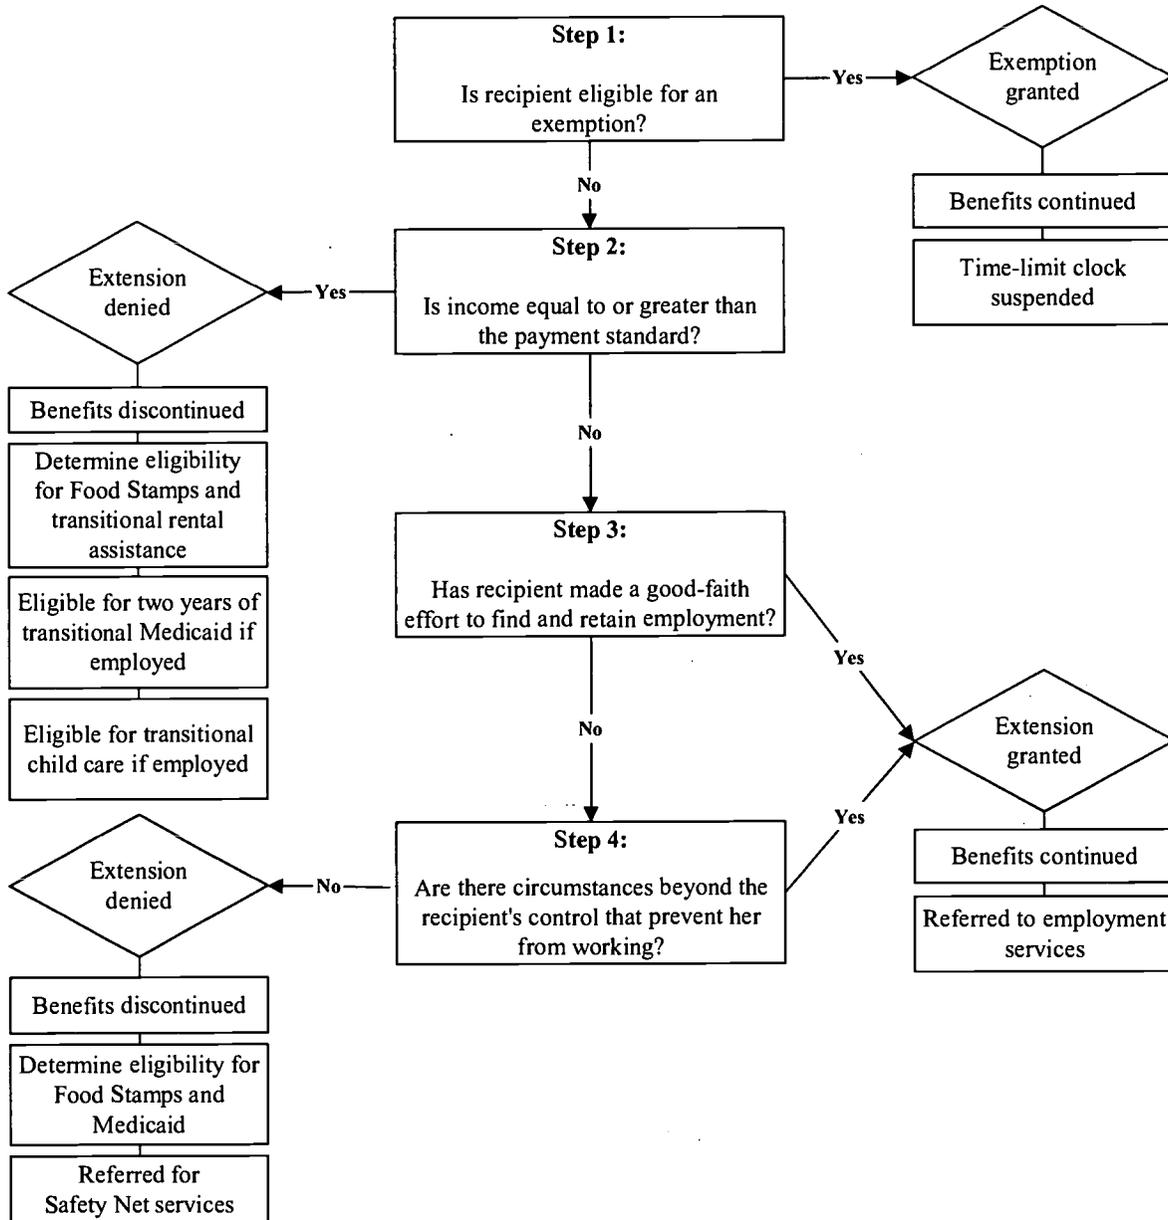 Step 1:
Is recipient eligible for an
exemption?
Yes
Exemption
granted
Benefits continued
Time-limit clock
suspended
No
Step 2:
Is income equal to or greater than
the payment standard?
Yes
Extension
denied
Benefits discontinued
Determine eligibility
for Food Stamps and
transitional rental
assistance
Eligible for two years of
transitional Medicaid if
employed
Eligible for transitional
child care if employed
No
Step 3:
Has recipient made a good-faith
effort to find and retain employment?
Yes
Extension
granted
Benefits continued
Referred to employment
services
No
Step 4:
Are there circumstances beyond the
recipient's control that prevent her
from working?
Yes
No
Extension
denied
Benefits discontinued
Determine eligibility for
Food Stamps and
Medicaid
Referred for
Safety Net services